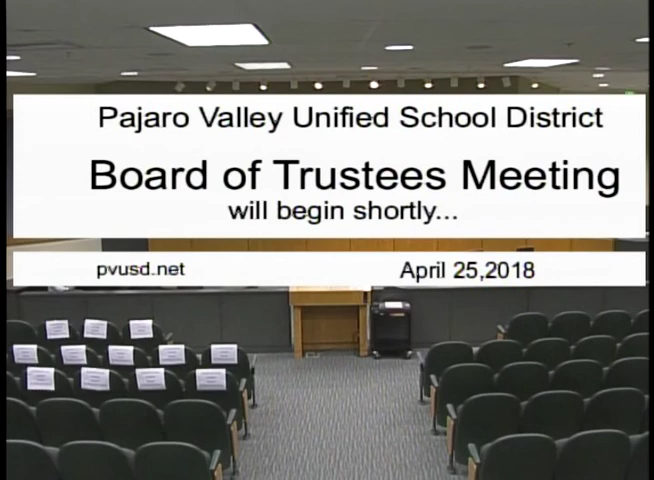 Pajaro Valley Unified School District
Board of Trustees Meeting
will begin shortly...
pvusd.net
April 25,2018